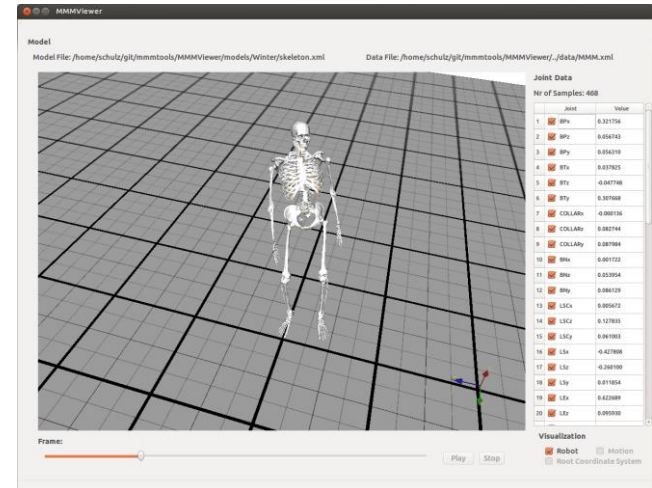 MMMViewer
Model
Model File: /home/schulz/git/mmmtools/MMMViewer/models/Winter/skeleton.xml
Data File: /home/schulz/git/mmmtools/MMMViewer/../data/MMM.xml
Joint Data
Nr of Samples: 468
Joint Value
1 BPx 0.321756
2 BPz 0.056743
3 BPy 0.056310
4 BTx 0.037825
5 BTz -0.047748
6 BTy 0.307668
7 COLLARx -0.000136
8 COLLARz 0.082744
9 COLLARy 0.087984
10 BNx 0.001722
11 BNz 0.053954
12 BNy 0.086129
13 LSCx 0.005672
14 LSCz 0.127835
15 LSCy 0.061003
16 LSx -0.427808
17 LSz -0.260100
18 LSy 0.011854
19 LEx 0.622689
20 LEz 0.095930
Frame:
Play Stop
Visualization
Robot Motion
Root Coordinate System